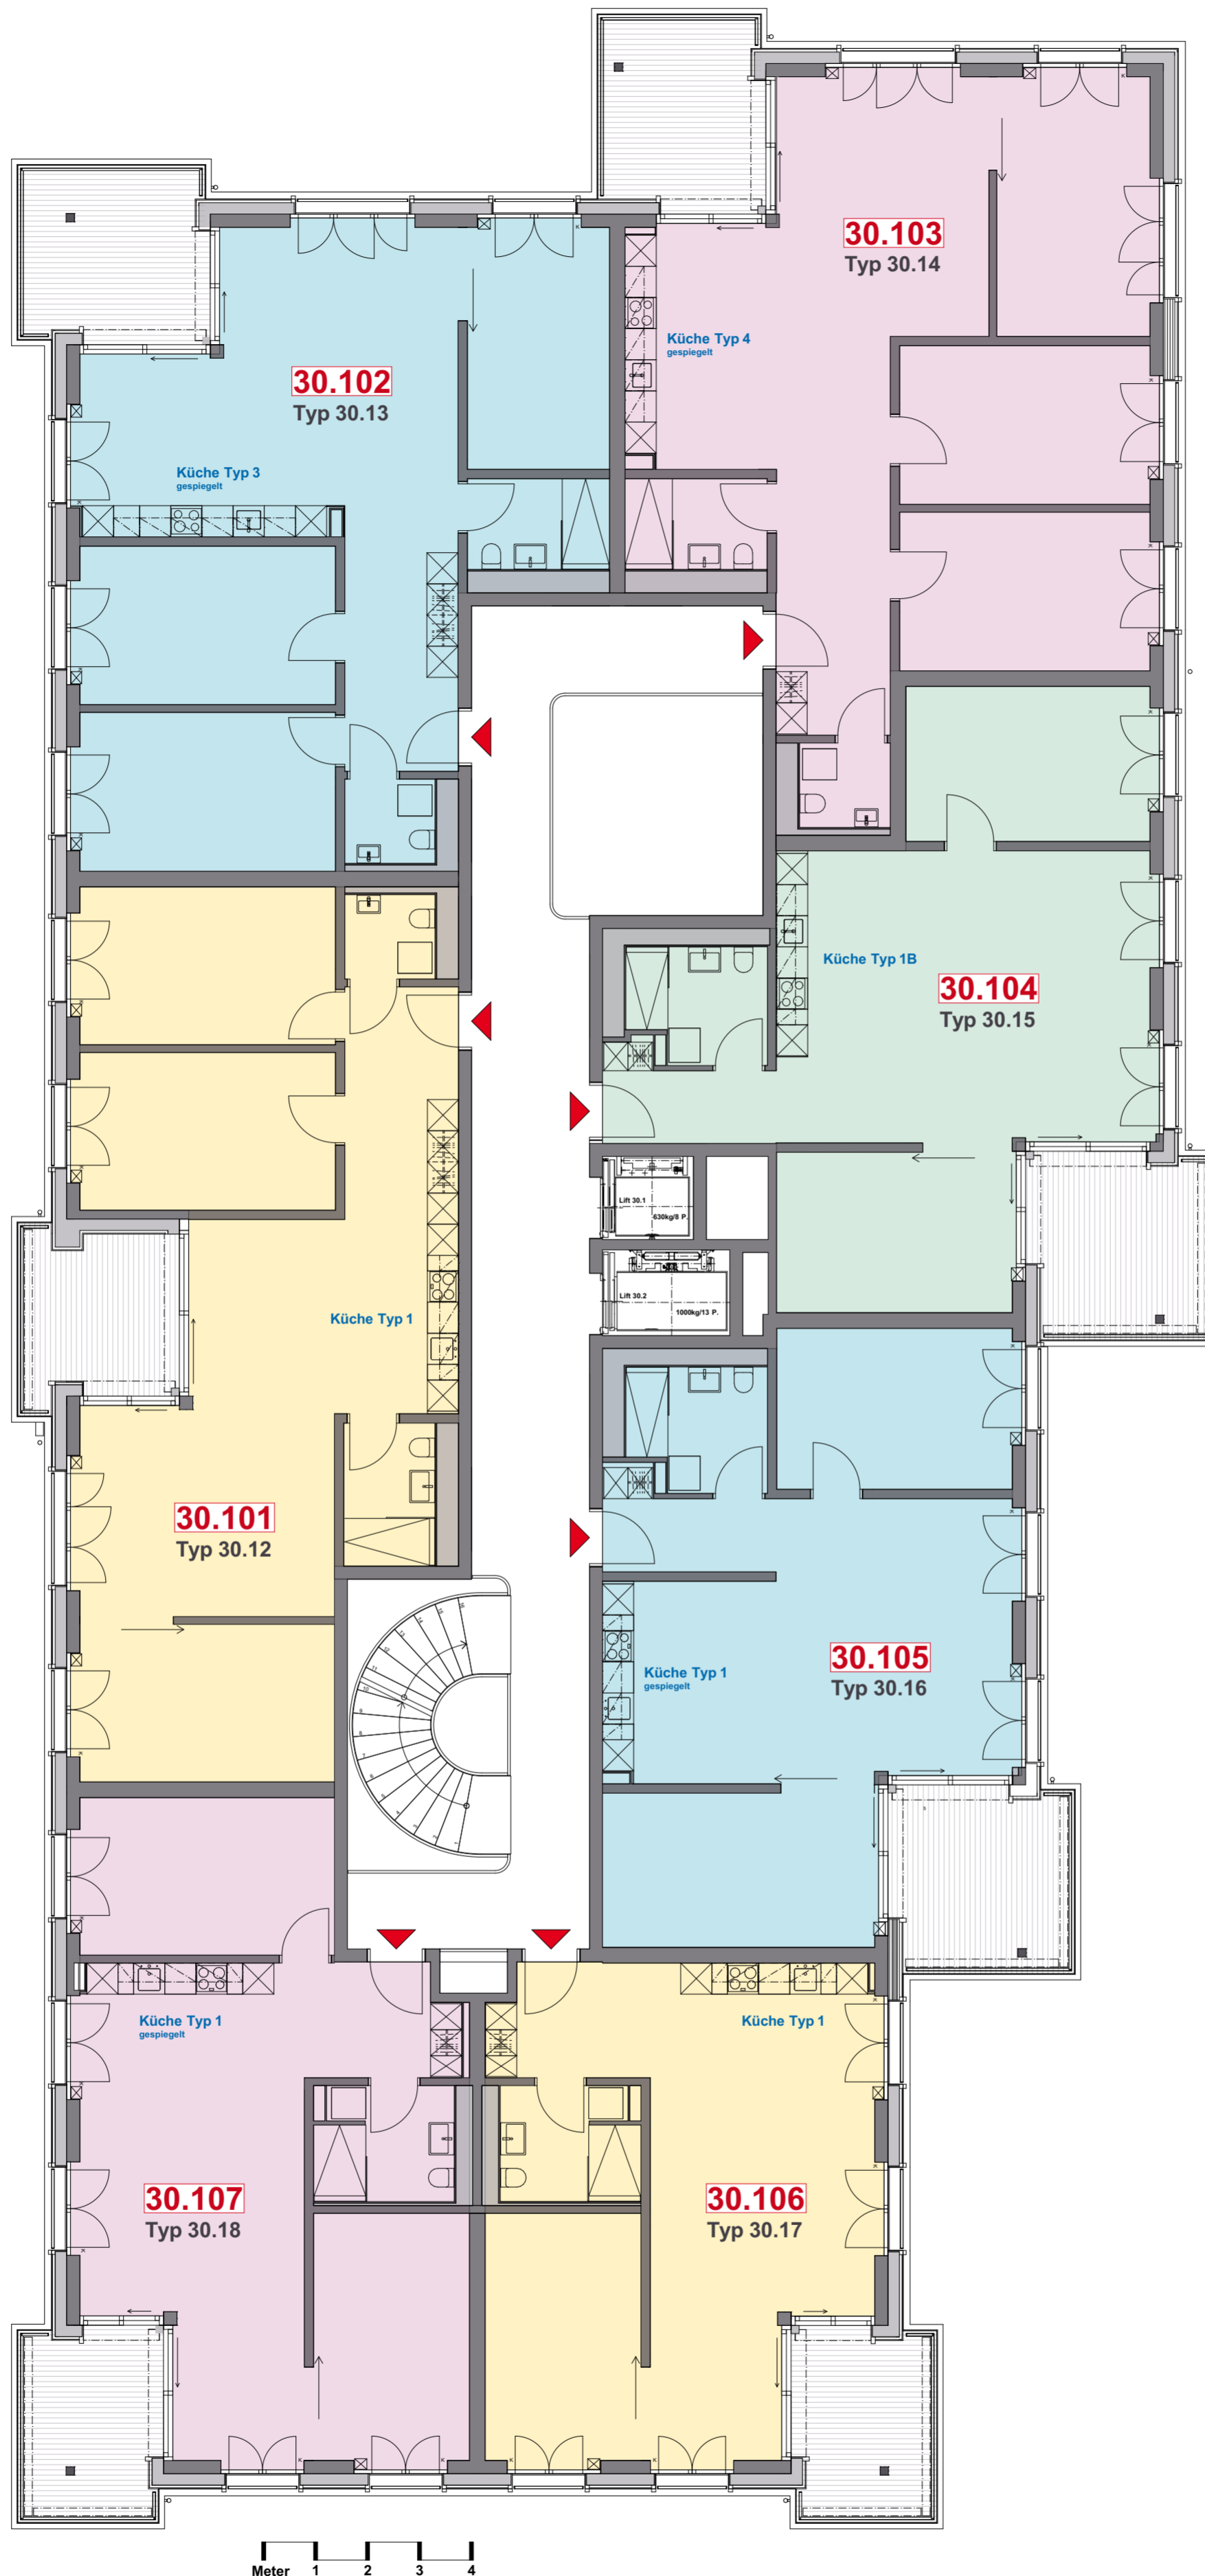 30.103
Typ 30.14
Küche Typ 4
gespiegelt
30.102
Typ 30.13
Küche Typ 3
gespiegelt
Küche Typ 1B
30.104
Typ 30.15
Lift 30.1
630kg/8 P.
Lift 30.2
1000kg/13 P.
Küche Typ 1
30.101
Typ 30.12
30.105
Typ 30.16
Küche Typ 1
gespiegelt
Küche Typ 1
gespiegelt
Küche Typ 1
30.107
Typ 30.18
30.106
Typ 30.17
Meter 1 2 3 4